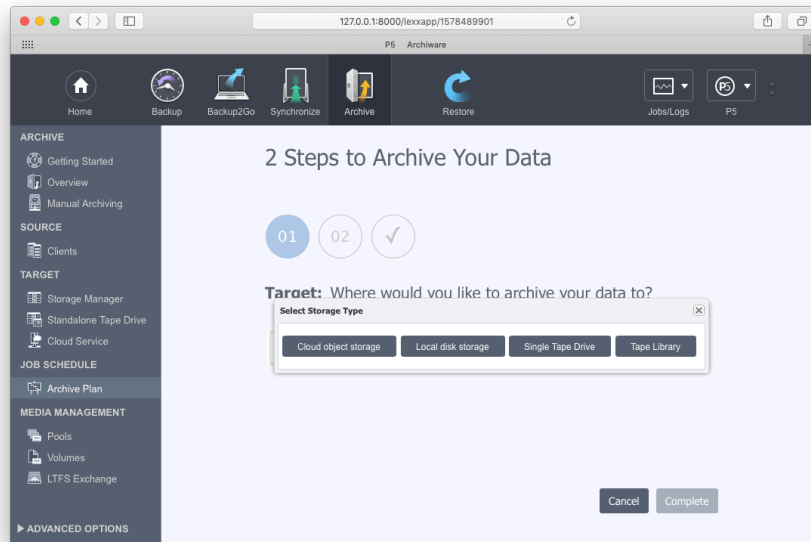 127.0.0.1:8000/lexxapp/1578489901
P5 Archiware
Home
Backup
Backup2Go
Synchronize
Archive
Restore
Jobs/Logs
P5
P5
ARCHIVE
Getting Started
Overview
Manual Archiving
SOURCE
Clients
TARGET
Storage Manager
Standalone Tape Drive
Cloud Service
JOB SCHEDULE
Archive Plan
MEDIA MANAGEMENT
Pools
Volumes
LTFS Exchange
ADVANCED OPTIONS
2 Steps to Archive Your Data
01 02
Target: Where would you like to archive your data to?
Select Storage Type
Cloud object storage
Local disk storage
Single Tape Drive
Tape Library
Cancel
Complete